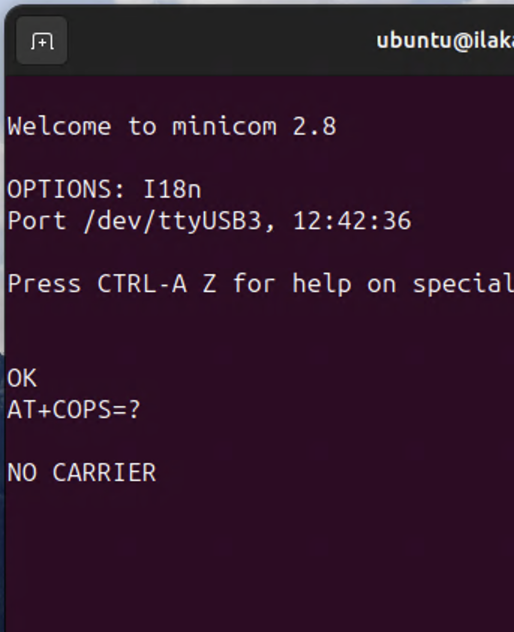 ubuntu@ilaka
Welcome to minicom 2.8
OPTIONS: I18n
Port /dev/ttyUSB3, 12:42:36
Press CTRL-A Z for help on special
OK
AT+COPS=?
NO CARRIER